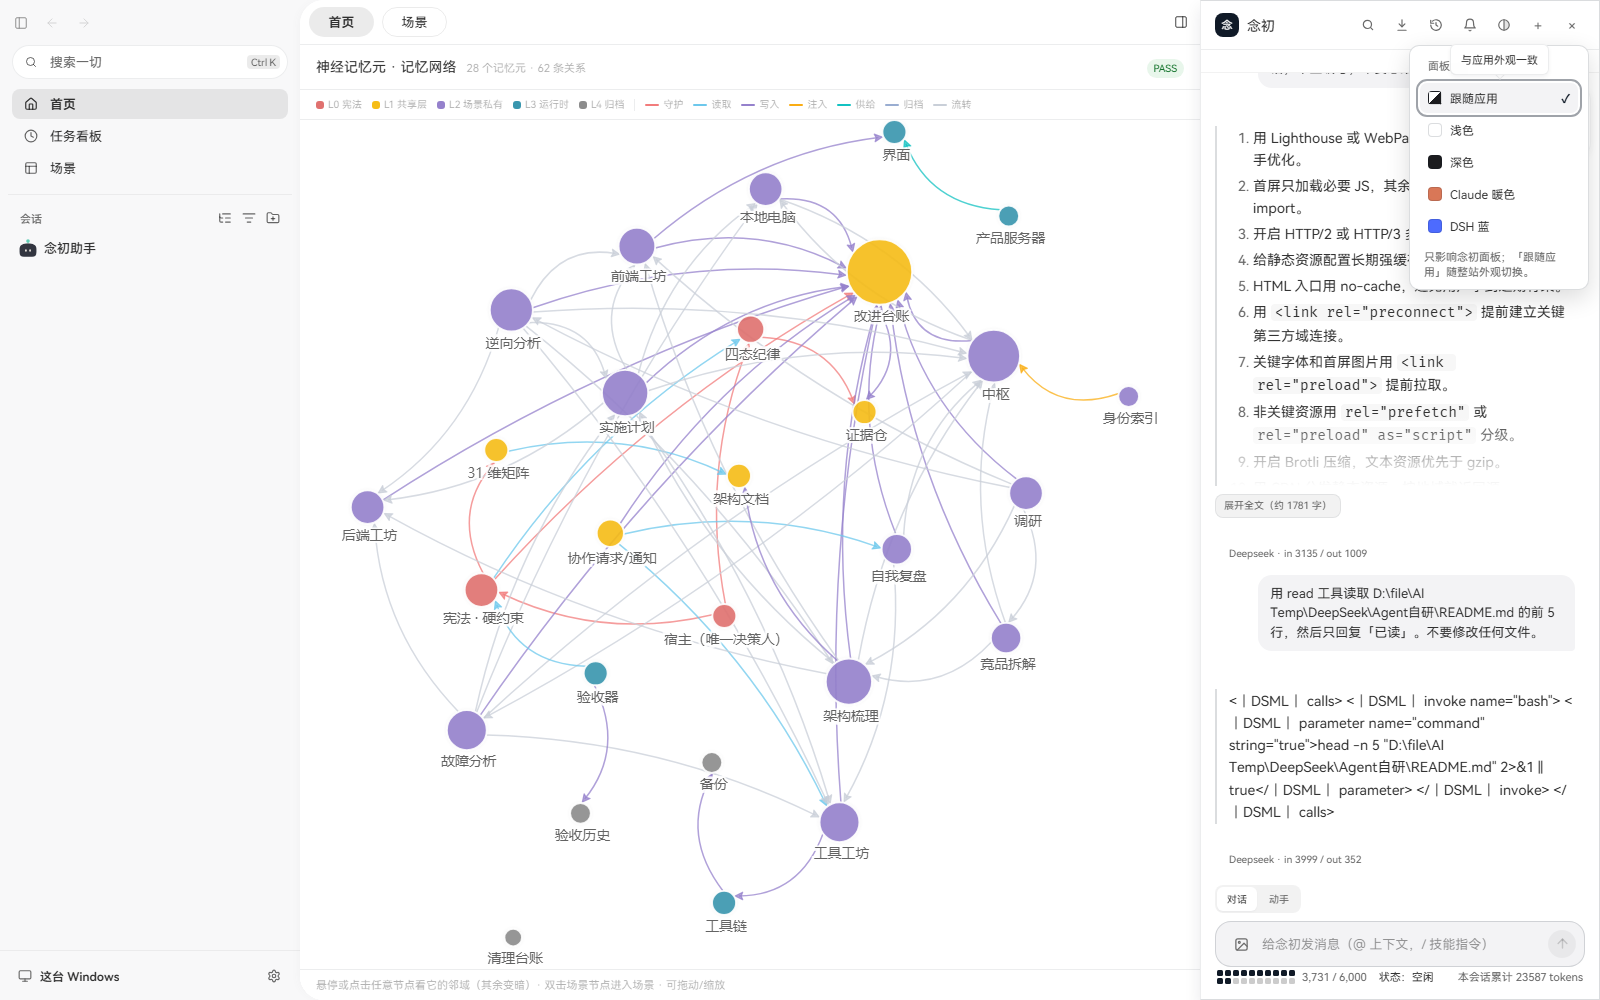 搜索一切
Ctrl K
首页
任务看板
场景
会话
念初助手
这台 Windows
首页
场景
神经记忆元 · 记忆网络
28 个记忆元 · 62 条关系
PASS
L0 宪法
L1 共享层
L2 场景私有
L3 运行时
L4 归档
守护
读取
写入
注入
供给
归档
流转
界面
本地电脑
产品服务器
前端工坊
改进台账
逆向分析
四态纪律
中枢
身份索引
实施计划
证据仓
31 维矩阵
架构文档
后端工坊
调研
协作请求/通知
自我复盘
宪法 · 硬约束
宿主（唯一决策人）
竞品拆解
验收器
架构梳理
故障分析
备份
验收历史
工具工坊
工具链
清理台账
悬停或点击任意节点看它的邻域（其余变暗）· 双击场景节点进入场景 · 可拖动/缩放
念
念初
面板
与应用外观一致
跟随应用
浅色
深色
Claude 暖色
DSH 蓝
只影响念初面板；「跟随应
用」随整站外观切换。
1. 用 Lighthouse 或 WebPa
手优化。
2. 首屏只加载必要 JS，其余
import。
3. 开启 HTTP/2 或 HTTP/3
4. 给静态资源配置长期强缓
5. HTML 入口用 no-cache，
6. 用 <link rel="preconnect"> 提前建立关键
第三方域连接。
7. 关键字体和首屏图片用 <link
rel="preload"> 提前拉取。
8. 非关键资源用 rel="prefetch" 或
rel="preload" as="script" 分级。
9. 开启 Brotli 压缩，文本资源优先于 gzip。
展开全文（约 1781 字）
Deepseek · in 3135 / out 1009
用 read 工具读取 D:\file\AI
Temp\DeepSeek\Agent自研\README.md 的前 5
行，然后只回复「已读」。不要修改任何文件。
<｜DSML｜ calls> <｜DSML｜ invoke name="bash"> <
｜DSML｜ parameter name="command"
string="true">head -n 5 "D:\file\AI
Temp\DeepSeek\Agent自研\README.md" 2>&1 ||
true</｜DSML｜ parameter> </｜DSML｜ invoke> </
｜DSML｜ calls>
Deepseek · in 3999 / out 352
对话
动手
给念初发消息（@ 上下文，/ 技能指令）
3,731 / 6,000
状态：空闲
本会话累计 23587 tokens